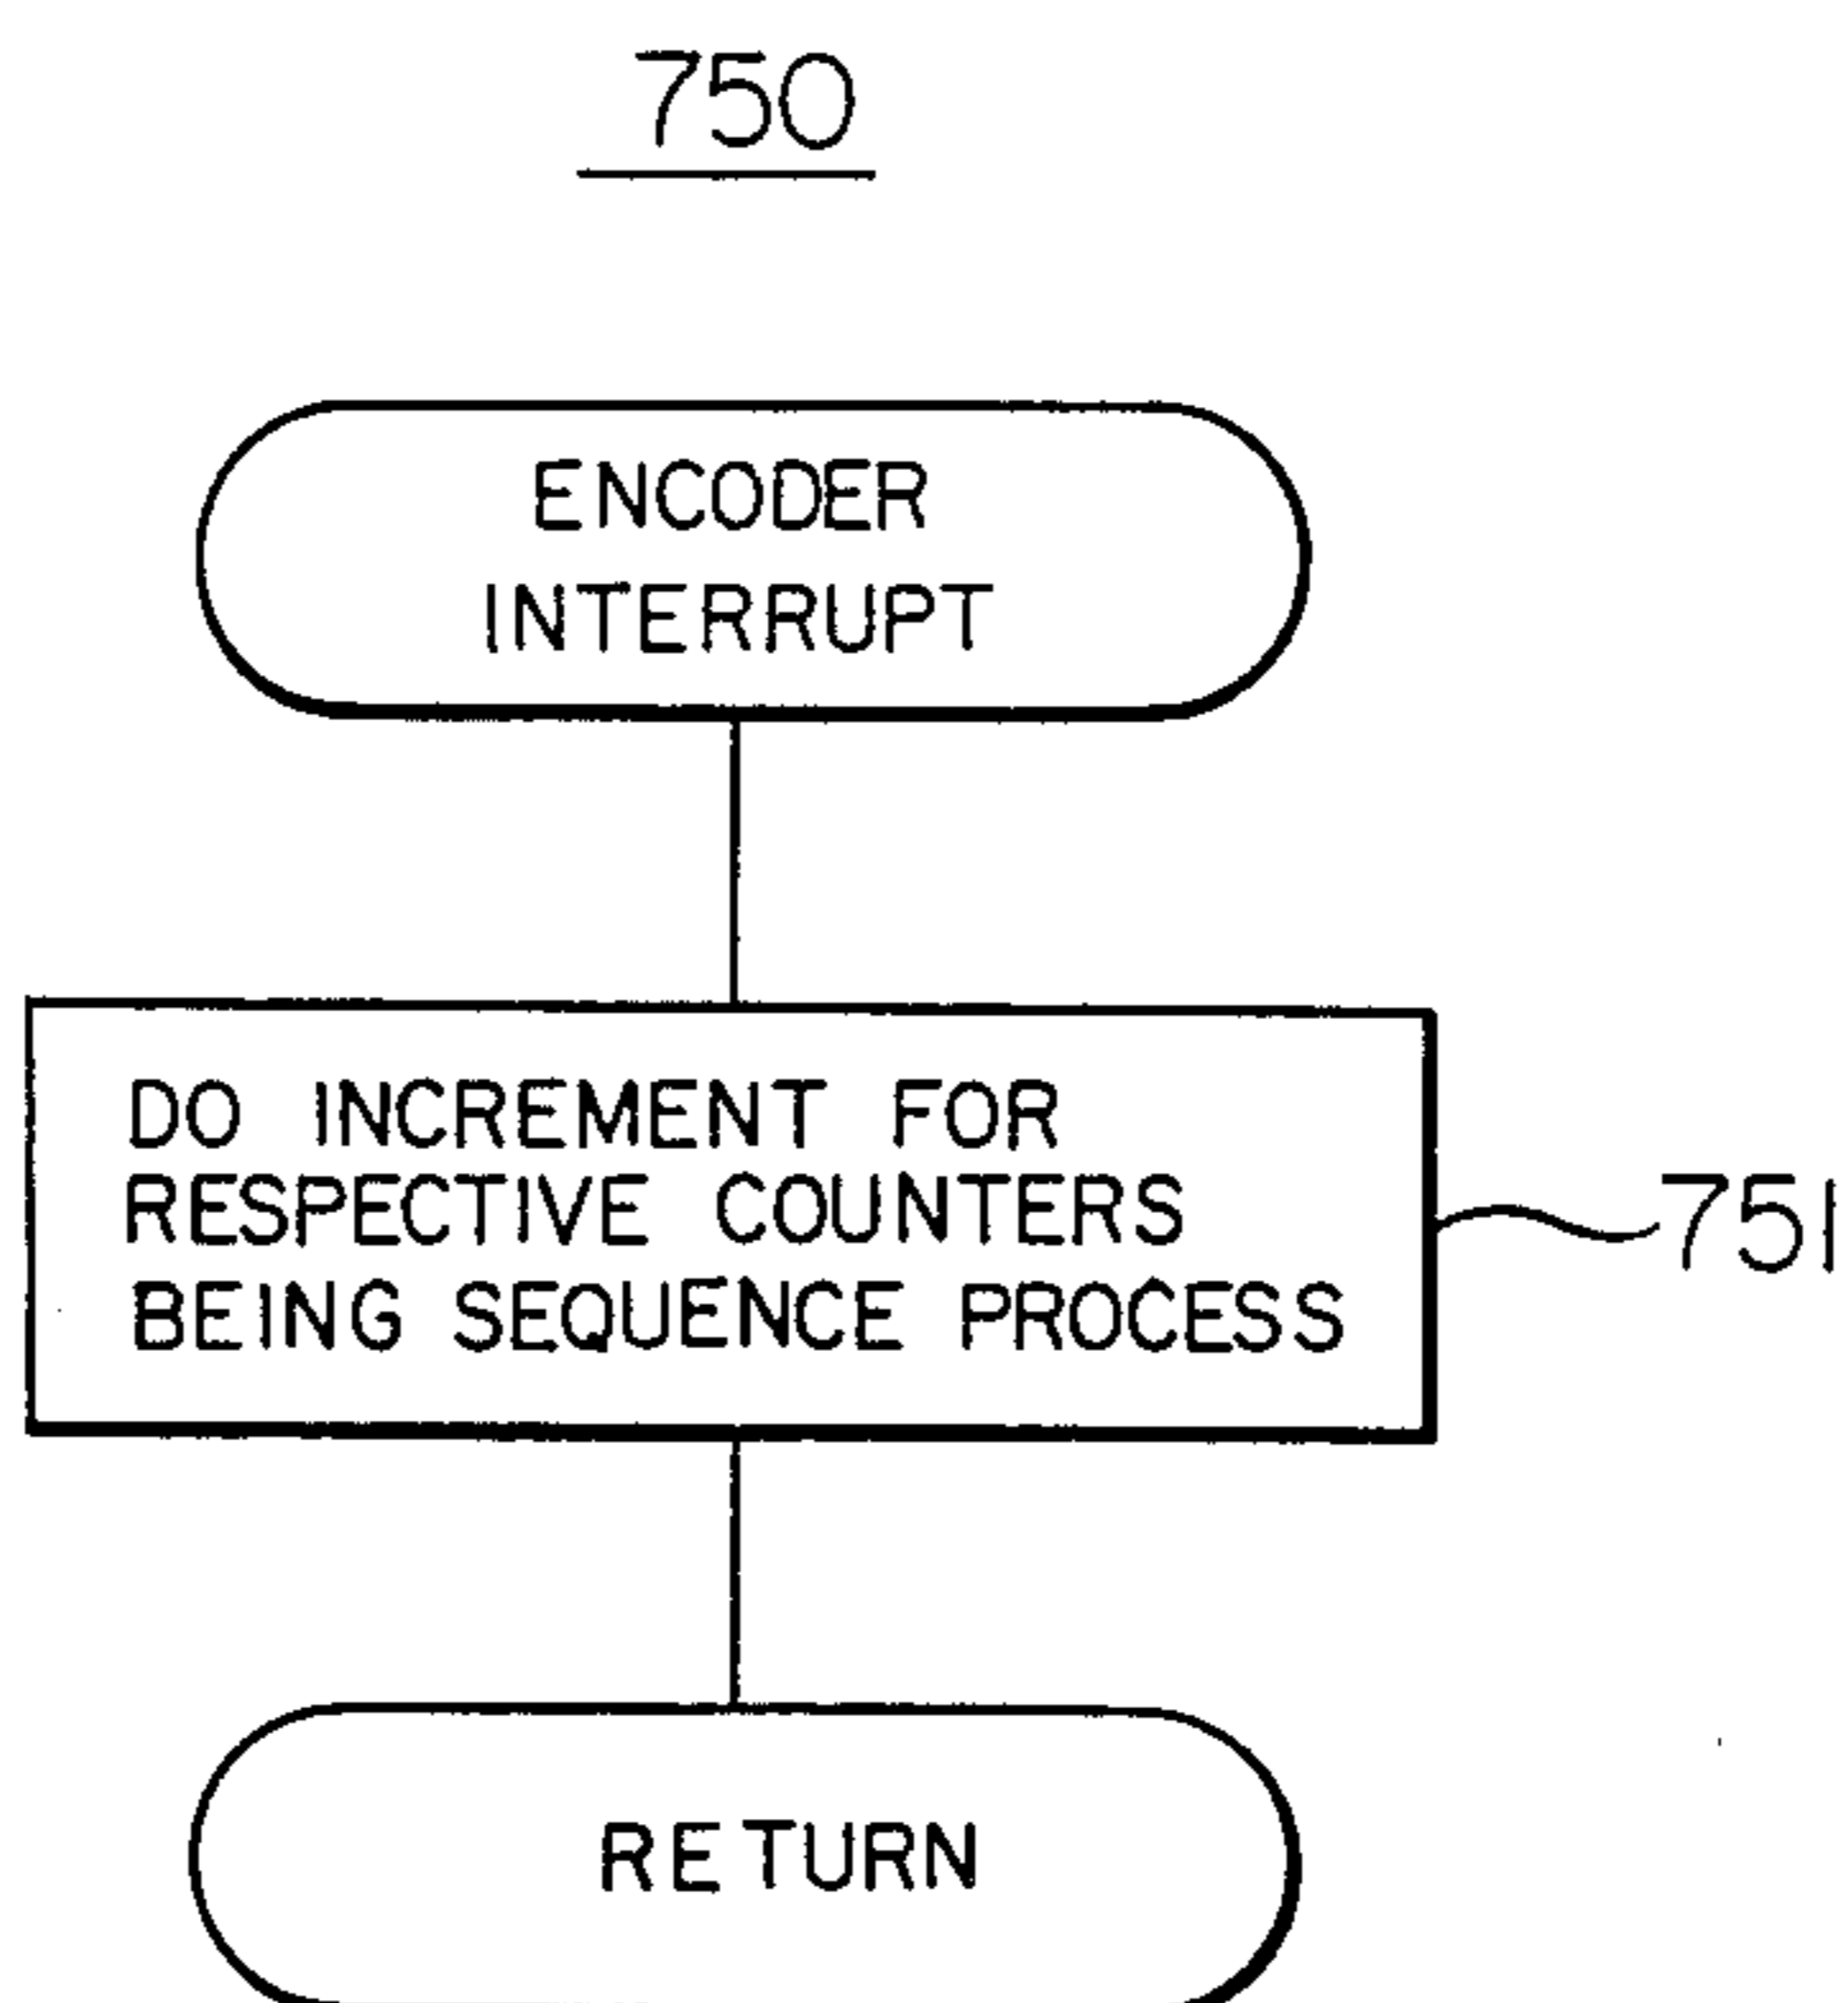 750
ENCODER
INTERRUPT
DO INCREMENT FOR
RESPECTIVE COUNTERS
BEING SEQUENCE PROCESS
751
RETURN